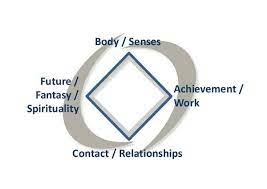 Body / Senses
Future /
Fantasy /
Spirituality
Achievement /
Work
Contact / Relationships